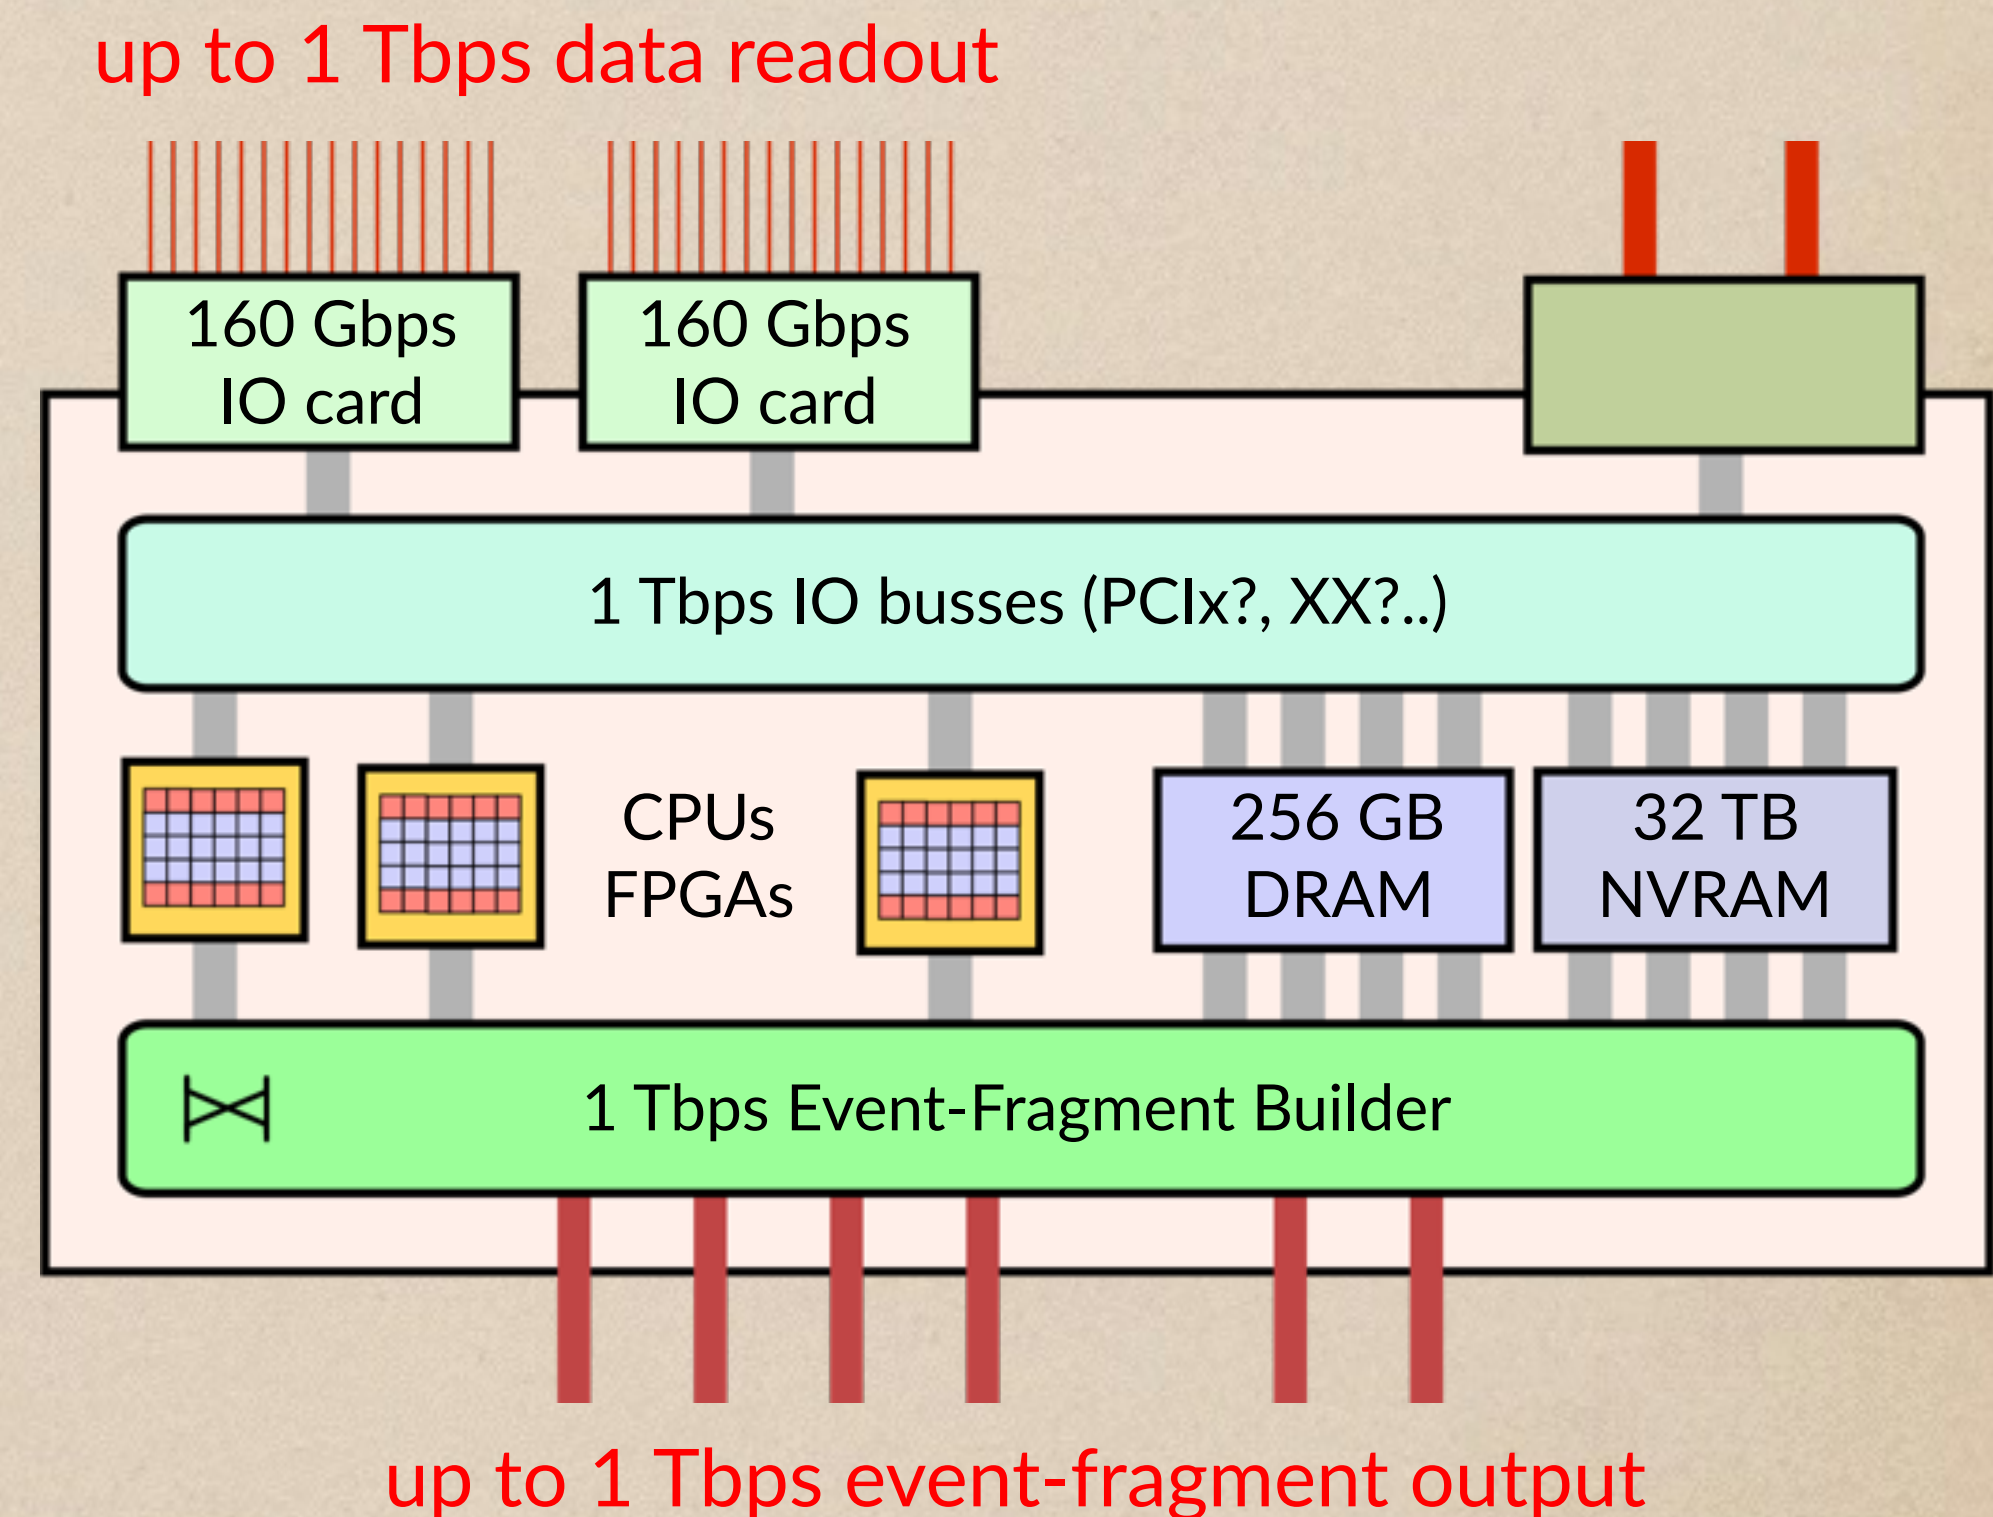 up to 1 Tbps data readout
160 Gbps
IO card
160 Gbps
IO card
1 Tbps IO busses (PCIx?, XX?..)
CPUs
FPGAs
256 GB
DRAM
32 TB
NVRAM
1 Tbps Event-Fragment Builder
up to 1 Tbps event-fragment output